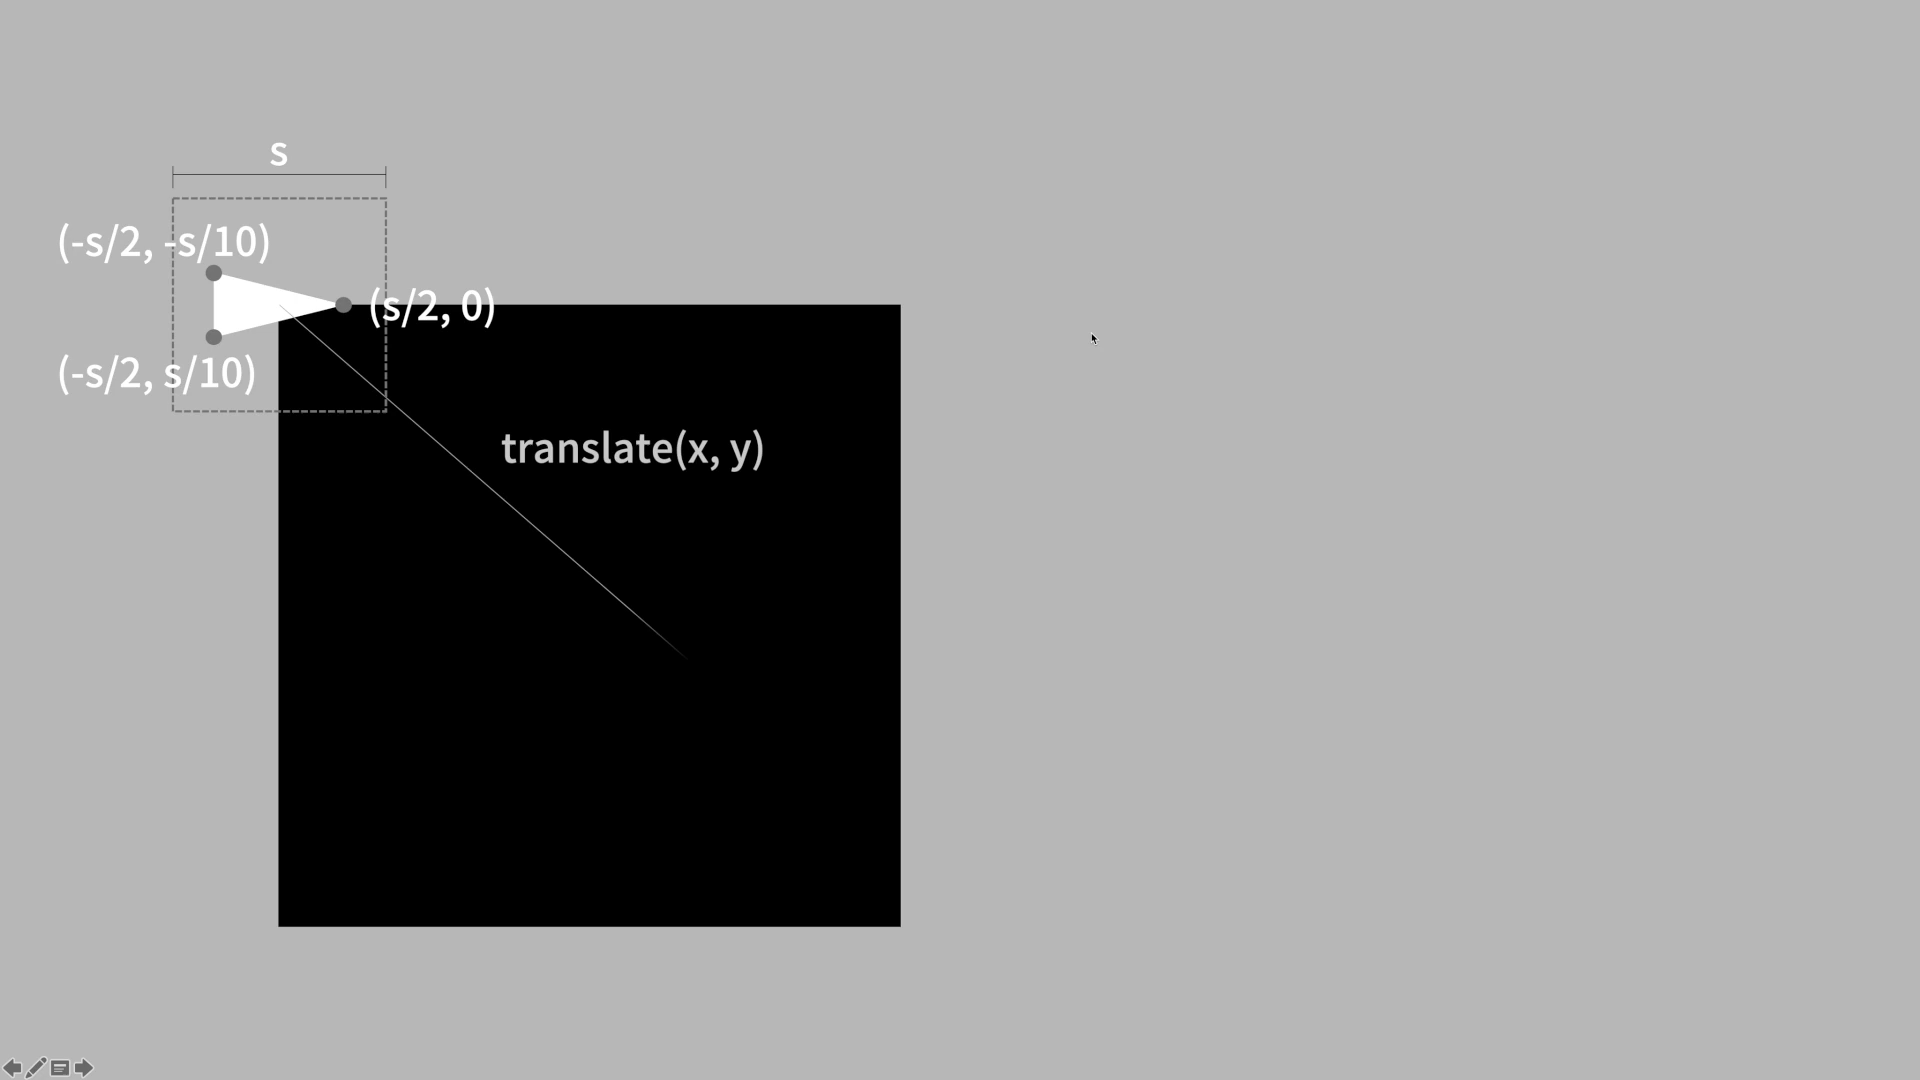 s
(-s/2, -s/10)
(s/2, 0)
(-s/2, s/10)
translate(x, y)